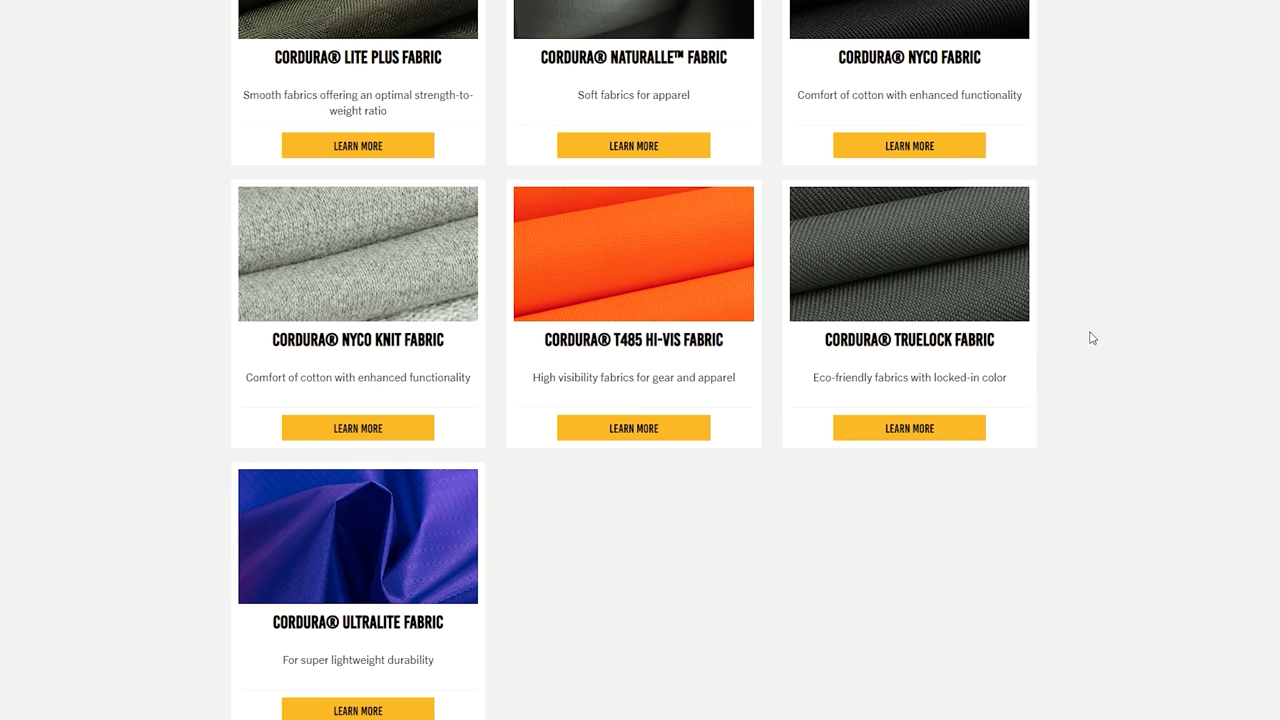 CORDURA® LITE PLUS FABRIC
Smooth fabrics offering an optimal strength-to-
weight ratio
LEARN MORE
CORDURA® NATURALLE™ FABRIC
Soft fabrics for apparel
LEARN MORE
CORDURA® NYCO FABRIC
Comfort of cotton with enhanced functionality
LEARN MORE
CORDURA® NYCO KNIT FABRIC
Comfort of cotton with enhanced functionality
LEARN MORE
CORDURA® T485 HI-VIS FABRIC
High visibility fabrics for gear and apparel
LEARN MORE
CORDURA® TRUELOCK FABRIC
Eco-friendly fabrics with locked-in color
LEARN MORE
CORDURA® ULTRALITE FABRIC
For super lightweight durability
LEARN MORE